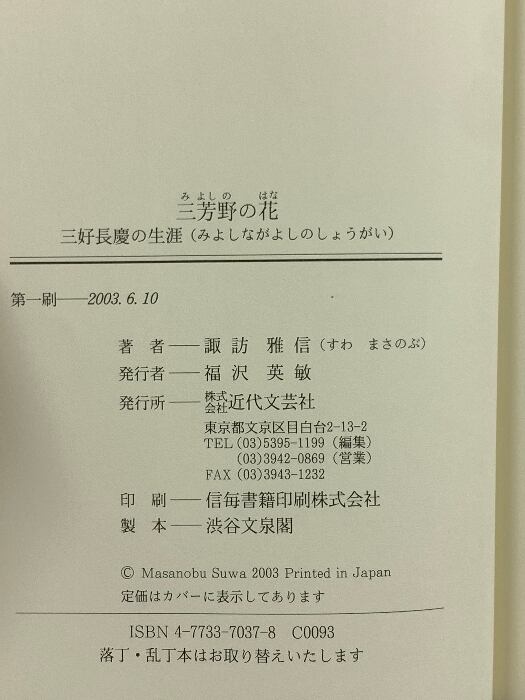 みよしの はな
三芳野の花
三好長慶の生涯（みよしながよしのしょうがい）
第一刷──2003. 6. 10
著 者──諏訪 雅信（すわ まさのぶ）
発行者──福沢 英敏
発行所──株式会社近代文芸社
東京都文京区目白台2-13-2
TEL (03)5395-1199（編集）
(03)3942-0869（営業）
FAX (03)3943-1232
印 刷──信毎書籍印刷株式会社
製 本──渋谷文泉閣
© Masanobu Suwa 2003 Printed in Japan
定価はカバーに表示してあります
ISBN 4-7733-7037-8 C0093
落丁・乱丁本はお取り替えいたします